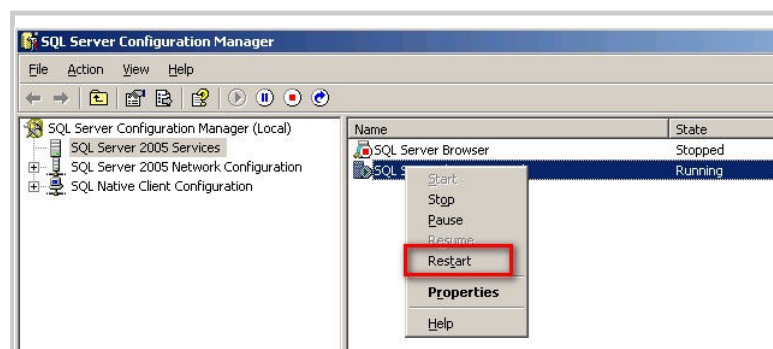 SQL Server Configuration Manager
File Action View Help
SQL Server Configuration Manager (Local)
SQL Server 2005 Services
SQL Server 2005 Network Configuration
SQL Native Client Configuration
Name State
SQL Server Browser Stopped
SQL Running
Start
Stop
Pause
Resume
Restart
Properties
Help